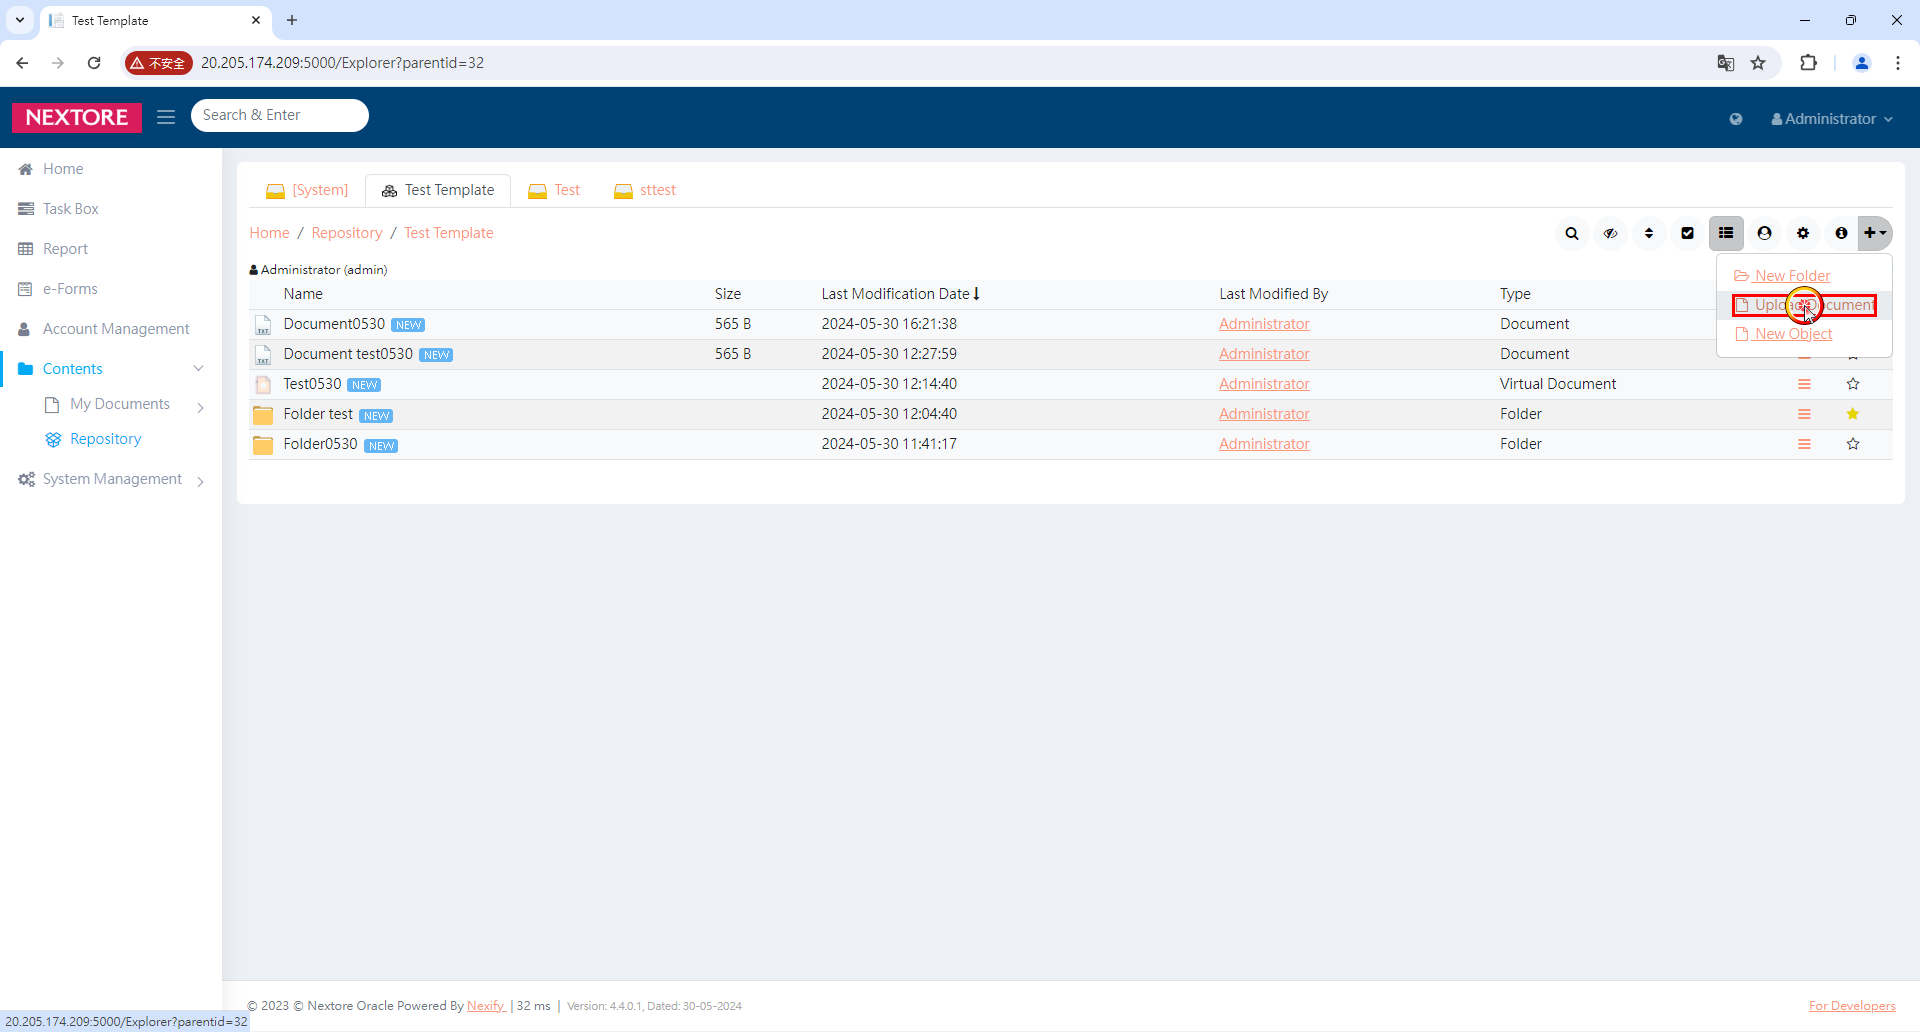 Test Template
不安全 20.205.174.209:5000/Explorer?parentid=32
NEXTORE Search & Enter Administrator
Home
Task Box
Report
e-Forms
Account Management
Contents
My Documents
Repository
System Management
[System] Test Template Test sttest
Home / Repository / Test Template
New Folder
Upload Document
New Object
Administrator (admin)
Name Size Last Modification Date Last Modified By Type
TXT Document0530 NEW 565 B 2024-05-30 16:21:38 Administrator Document
TXT Document test0530 NEW 565 B 2024-05-30 12:27:59 Administrator Document
Test0530 NEW 2024-05-30 12:14:40 Administrator Virtual Document
Folder test NEW 2024-05-30 12:04:40 Administrator Folder
Folder0530 NEW 2024-05-30 11:41:17 Administrator Folder
© 2023 © Nextore Oracle Powered By Nexify | 32 ms | Version: 4.4.0.1, Dated: 30-05-2024 For Developers
20.205.174.209:5000/Explorer?parentid=32